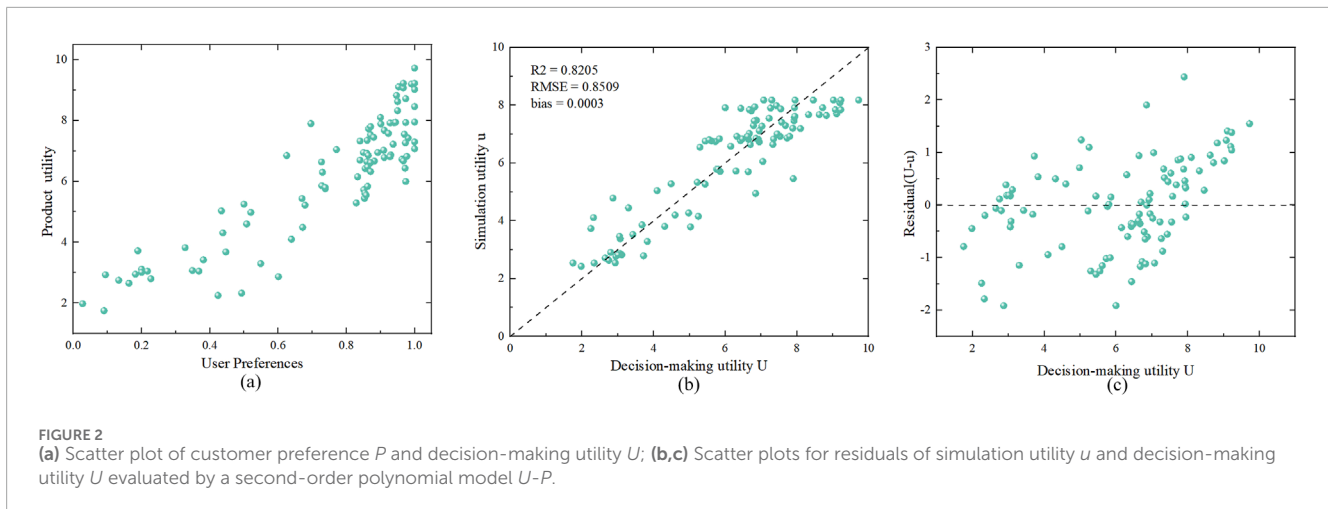 10
8
6
4
2
Product utility
0.0 0.2 0.4 0.6 0.8 1.0
User Preferences
(a)
10
8
6
4
2
0
Simulation utility u
R2 = 0.8205
RMSE = 0.8509
bias = 0.0003
0 2 4 6 8 10
Decision-making utility U
(b)
3
2
1
0
-1
-2
Residual(U-u)
2 4 6 8 10
Decision-making utility U
(c)
FIGURE 2
(a) Scatter plot of customer preference P and decision-making utility U; (b,c) Scatter plots for residuals of simulation utility u and decision-making
utility U evaluated by a second-order polynomial model U-P.